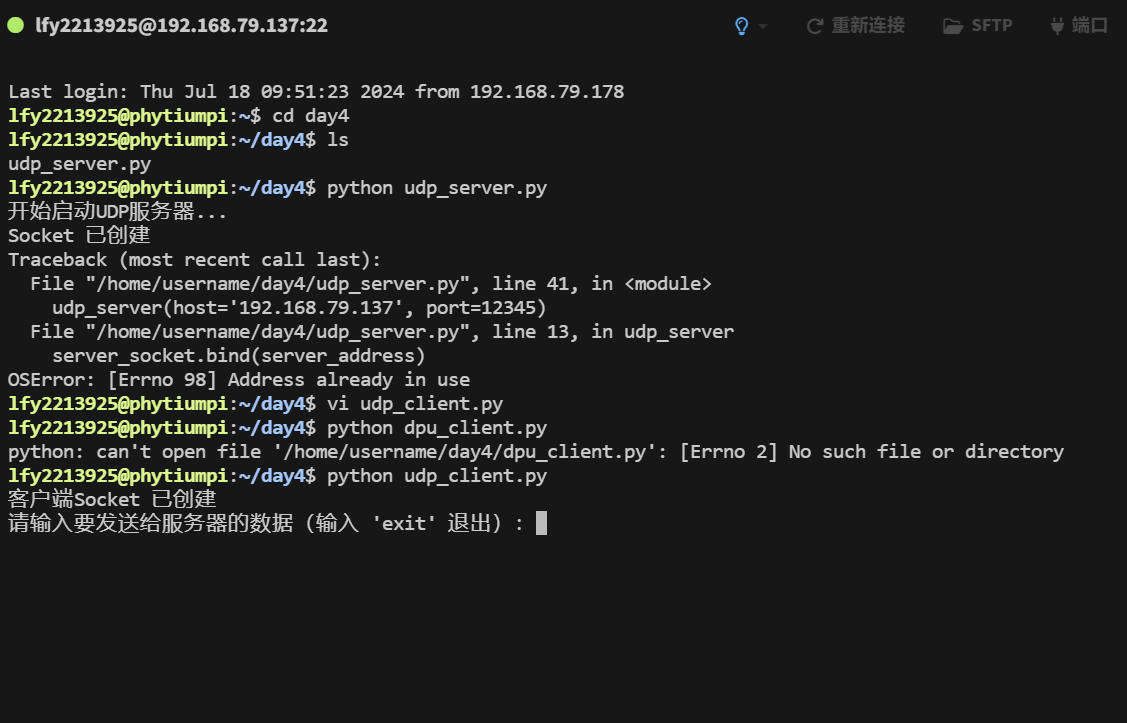 lfy2213925@192.168.79.137:22
重新连接
SFTP
端口
Last login: Thu Jul 18 09:51:23 2024 from 192.168.79.178
lfy2213925@phytiumpi:~$ cd day4
lfy2213925@phytiumpi:~/day4$ ls
udp_server.py
lfy2213925@phytiumpi:~/day4$ python udp_server.py
开始启动UDP服务器...
Socket 已创建
Traceback (most recent call last):
  File "/home/username/day4/udp_server.py", line 41, in <module>
    udp_server(host='192.168.79.137', port=12345)
  File "/home/username/day4/udp_server.py", line 13, in udp_server
    server_socket.bind(server_address)
OSError: [Errno 98] Address already in use
lfy2213925@phytiumpi:~/day4$ vi udp_client.py
lfy2213925@phytiumpi:~/day4$ python dpu_client.py
python: can't open file '/home/username/day4/dpu_client.py': [Errno 2] No such file or directory
lfy2213925@phytiumpi:~/day4$ python udp_client.py
客户端Socket 已创建
请输入要发送给服务器的数据（输入 'exit' 退出）: